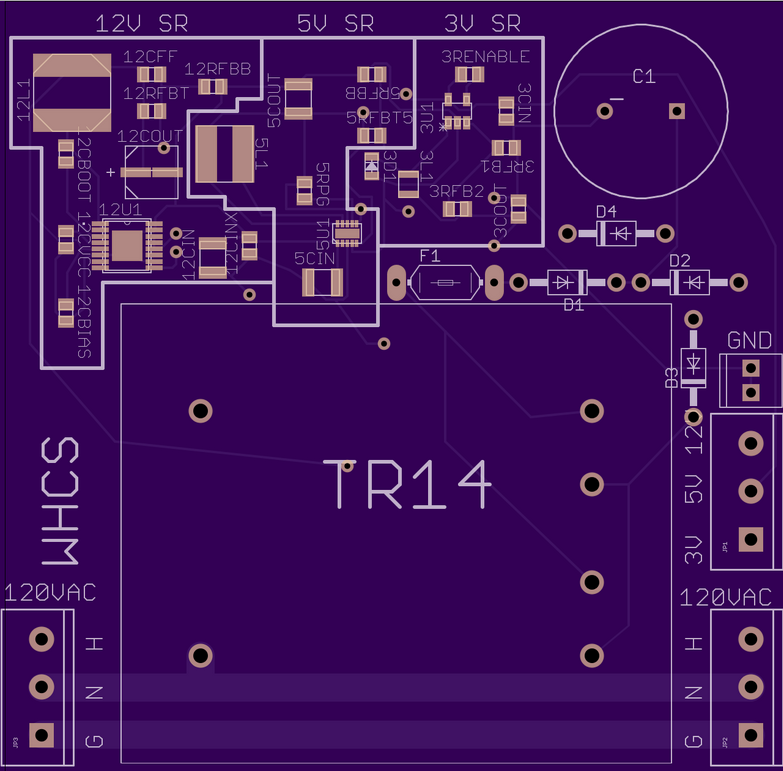 12V SR
5V SR
3V SR
12CFF
12RFBB
12RFBT
12L1
12COUT
12CBOOT
12U1
12CVCC
12CIN
12CINX
12CBIAS
5COUT
5RFBB
5RFBT5
5L1
5RPG
5U1
5CIN
3RENABLE
3U1
*
3CIN
3RFB1
3D1
3L1
3RFB2
3COUT
C1
D4
F1
D1
D2
D3
GND
12V
5V
3V
JP1
WHCS
TR14
120VAC
H
N
G
JP3
120VAC
H
N
G
JP2